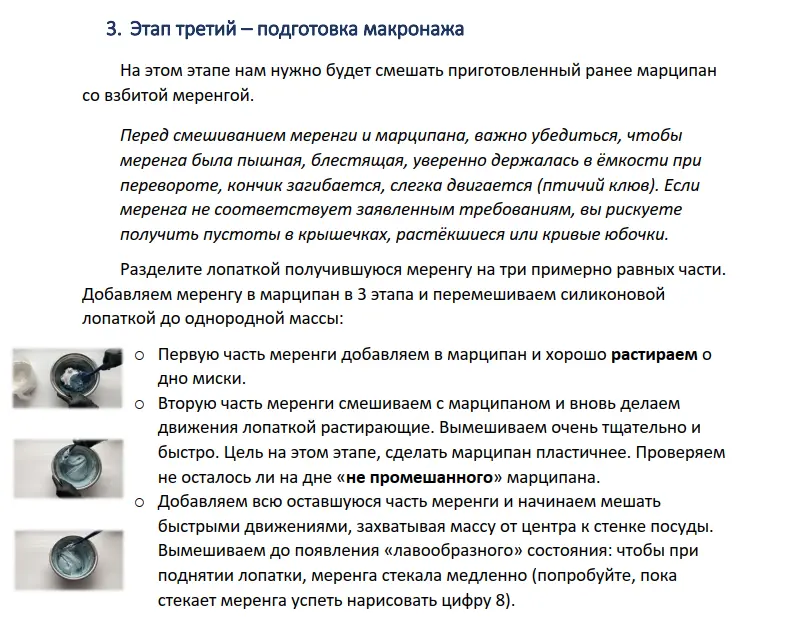 3. Этап третий – подготовка макронажа
На этом этапе нам нужно будет смешать приготовленный ранее марципан
со взбитой меренгой.
Перед смешиванием меренги и марципана, важно убедиться, чтобы
меренга была пышная, блестящая, уверенно держалась в ёмкости при
перевороте, кончик загибается, слегка двигается (птичий клюв). Если
меренга не соответствует заявленным требованиям, вы рискуете
получить пустоты в крышечках, растёкшиеся или кривые юбочки.
Разделите лопаткой получившуюся меренгу на три примерно равных части.
Добавляем меренгу в марципан в 3 этапа и перемешиваем силиконовой
лопаткой до однородной массы:
o Первую часть меренги добавляем в марципан и хорошо растираем о
дно миски.
o Вторую часть меренги смешиваем с марципаном и вновь делаем
движения лопаткой растирающие. Вымешиваем очень тщательно и
быстро. Цель на этом этапе, сделать марципан пластичнее. Проверяем
не осталось ли на дне «не промешанного» марципана.
o Добавляем всю оставшуюся часть меренги и начинаем мешать
быстрыми движениями, захватывая массу от центра к стенке посуды.
Вымешиваем до появления «лавообразного» состояния: чтобы при
поднятии лопатки, меренга стекала медленно (попробуйте, пока
стекает меренга успеть нарисовать цифру 8).